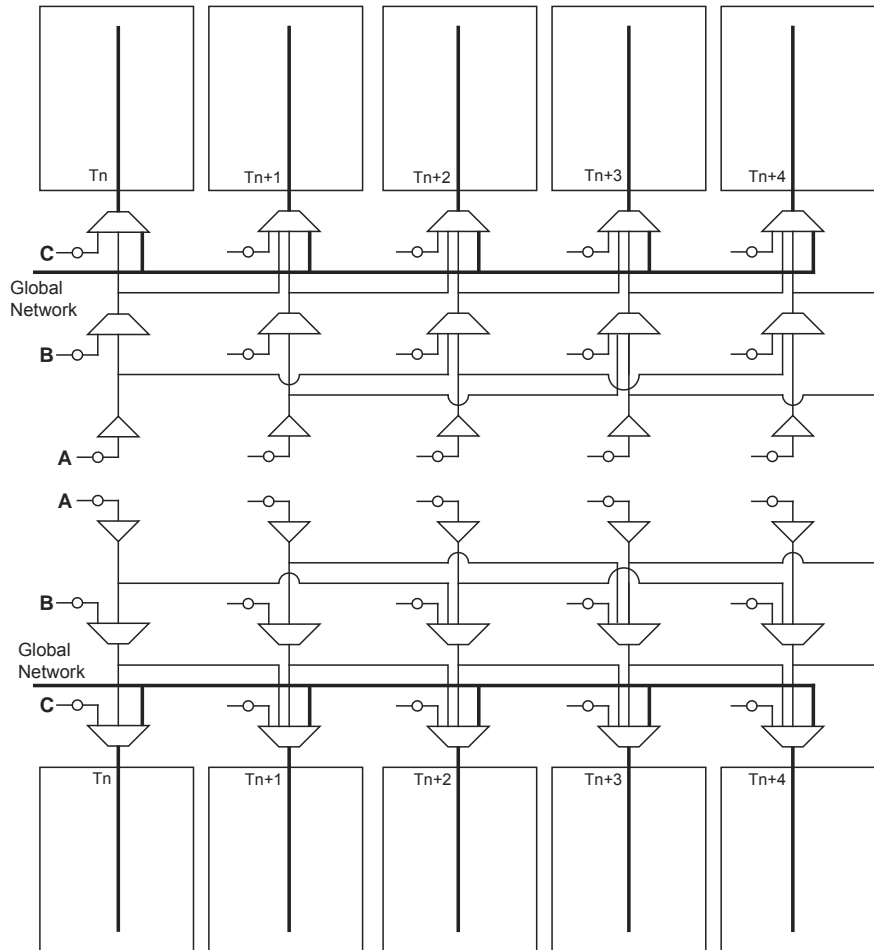 Tn
Tn+1
Tn+2
Tn+3
Tn+4
C
Global
Network
B
A
A
B
Global
Network
C
Tn
Tn+1
Tn+2
Tn+3
Tn+4